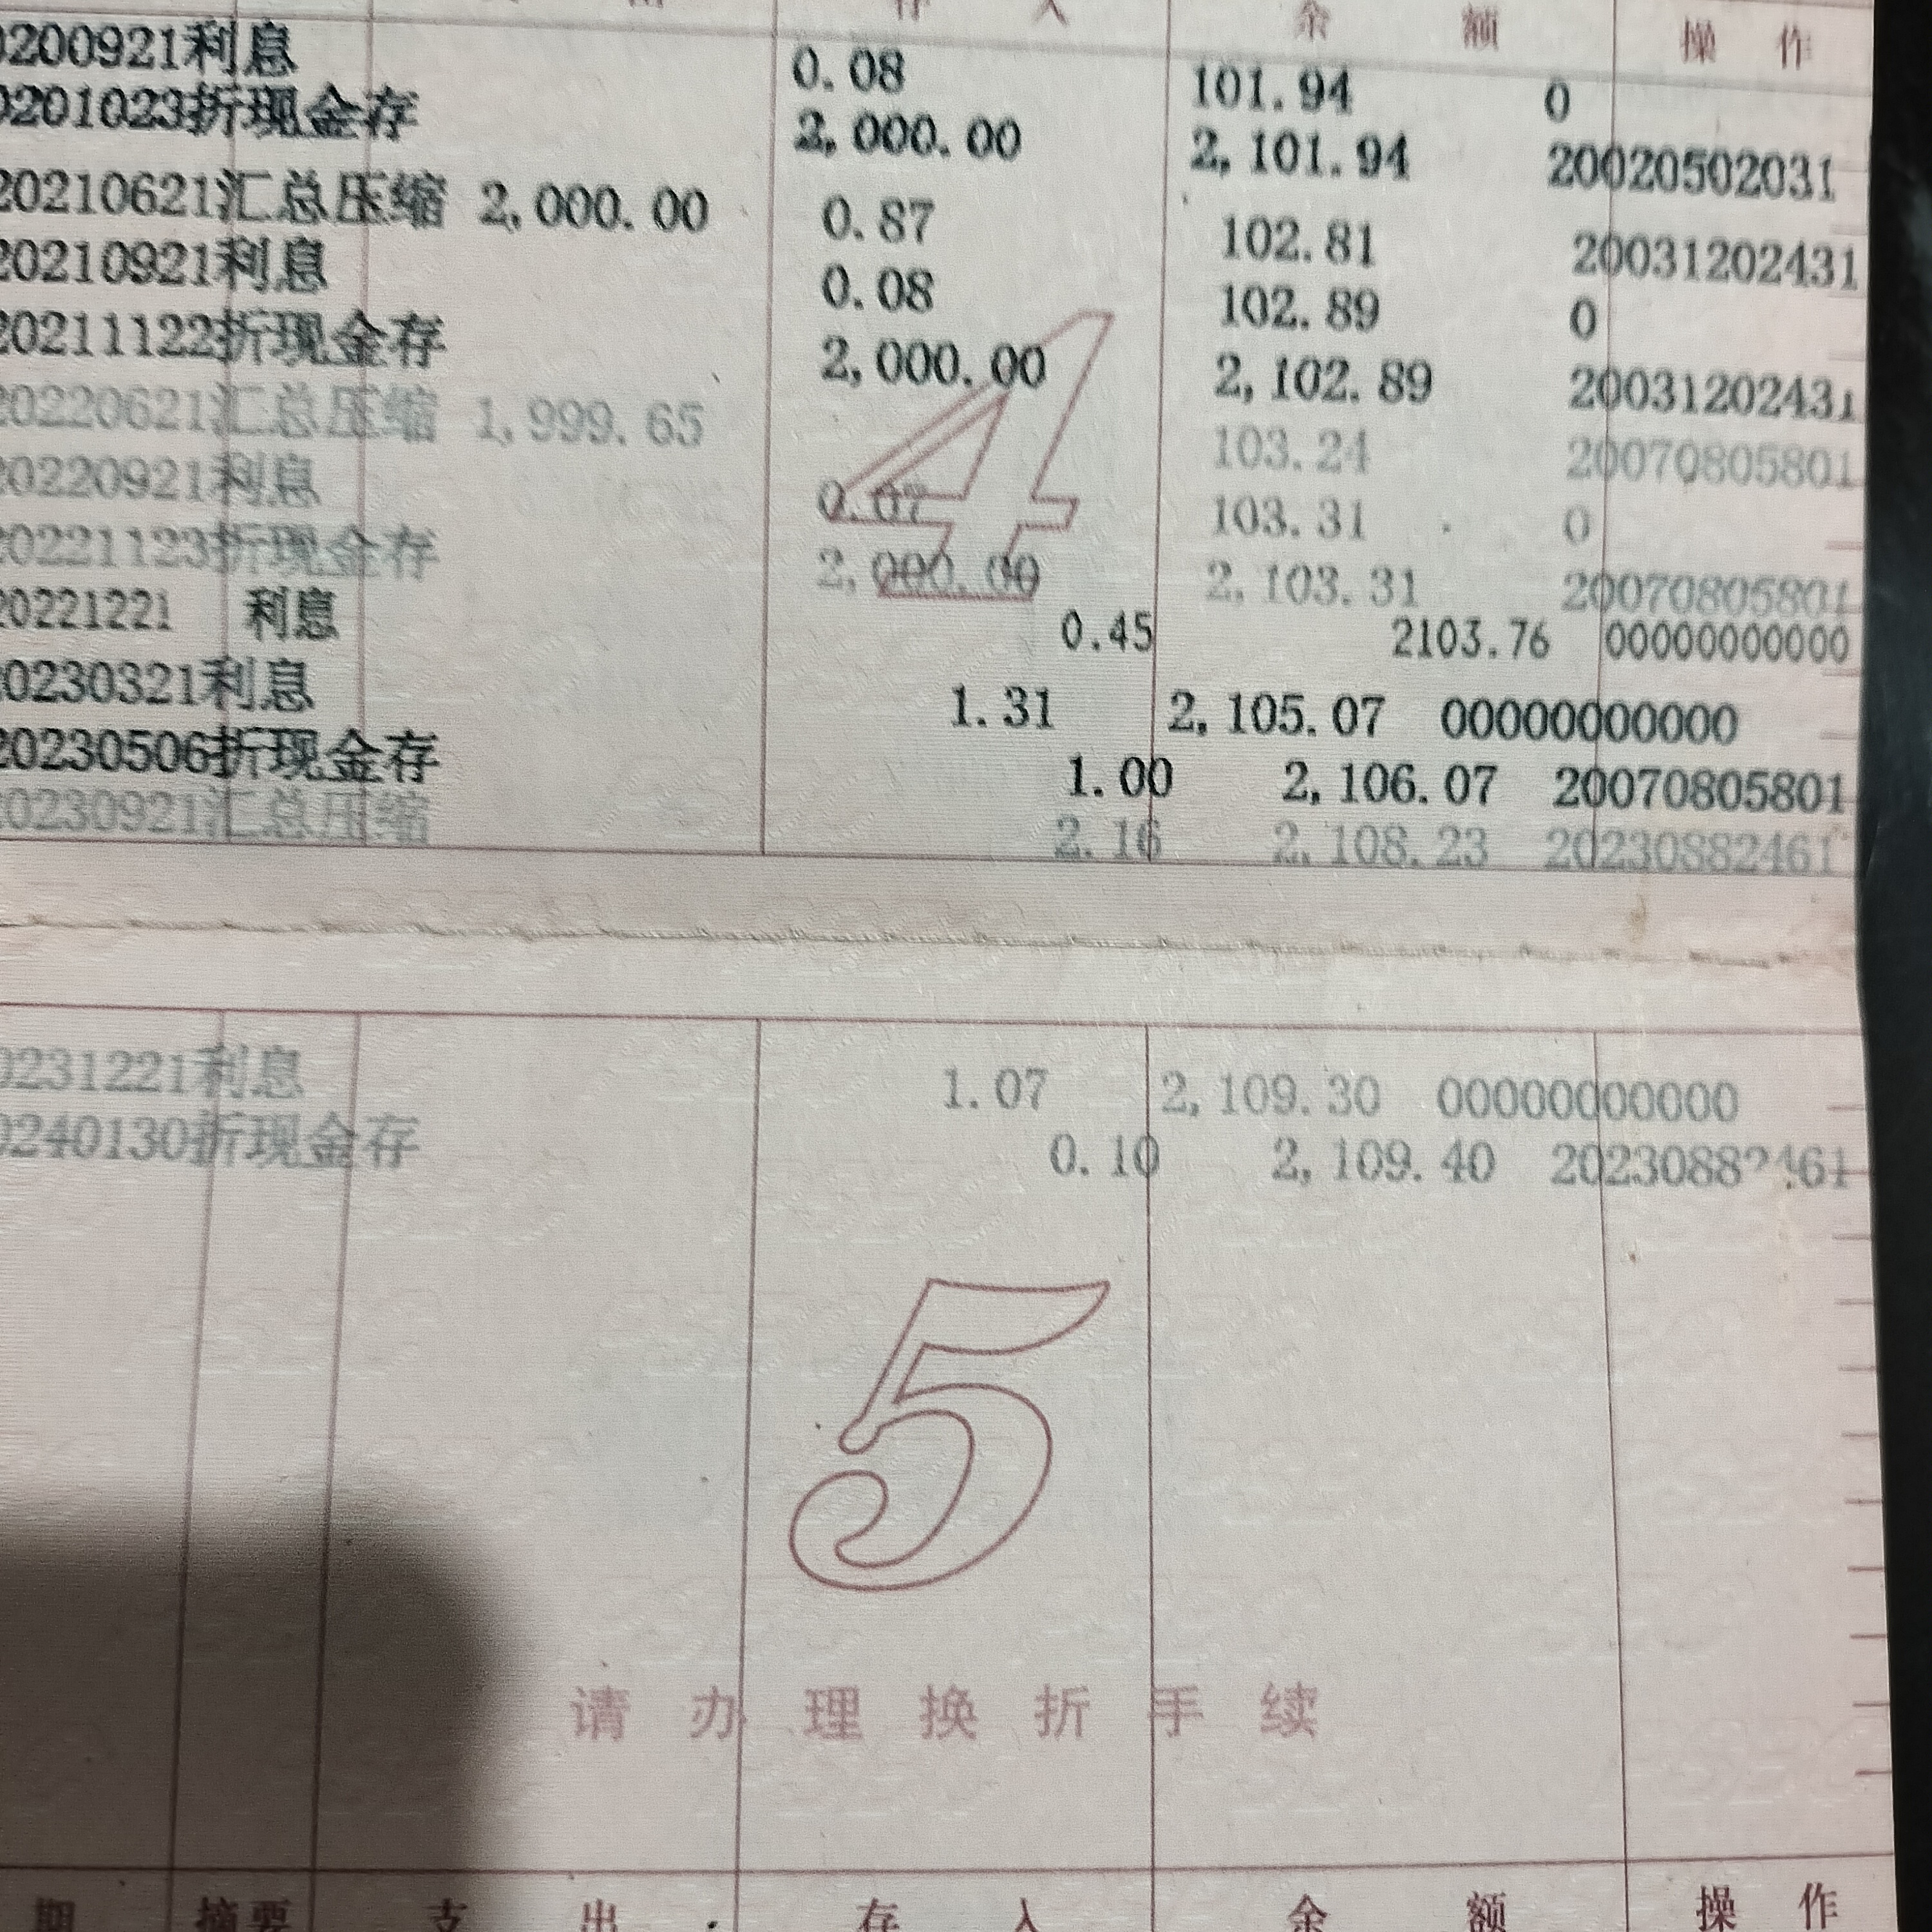 余 额 操 作
0200921利息 0.08 101.94 0
0201023折现金存 2,000.00 2,101.94 20020502031
20210621汇总压缩 2,000.00 0.87 102.81 20031202431
20210921利息 0.08 102.89 0
20211122折现金存 2,000.00 2,102.89 20031202431
20220621汇总压缩 1,999.65 103.24 20070805801
20220921利息 0.07 103.31 0
20221123折现金存 2,000.00 2,103.31 20070805801
20221221 利息 0.45 2103.76 00000000000
20230321利息 1.31 2,105.07 00000000000
20230506折现金存 1.00 2,106.07 20070805801
20230921汇总压缩 2.16 2,108.23 20230882461
4
0231221利息 1.07 2,109.30 00000000000
0240130折现金存 0.10 2,109.40
5
请办理换折手续
期 摘要 支 出 存 入 余 额 操 作